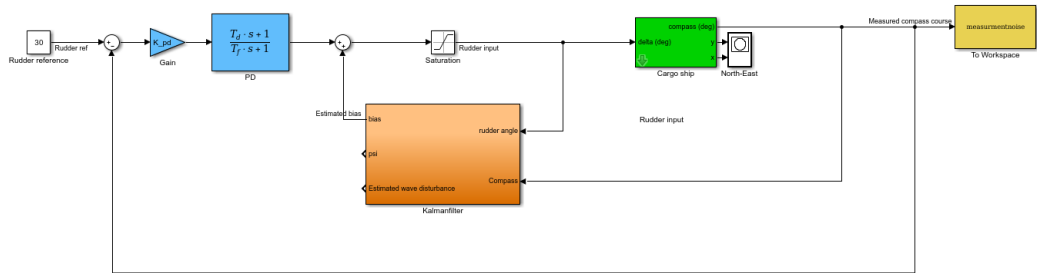 compass (deg)
Measured compass course
measurmentnoise
To Workspace
30
Rudder ref
Rudder reference
K_pd
Gain
T_d · s + 1
T_f · s + 1
PD
Saturation
Rudder input
delta (deg)
y
x
Cargo ship
North-East
Estimated bias
bias
rudder angle
psi
Compass
Estimated wave disturbance
Kalmanfilter
Rudder input